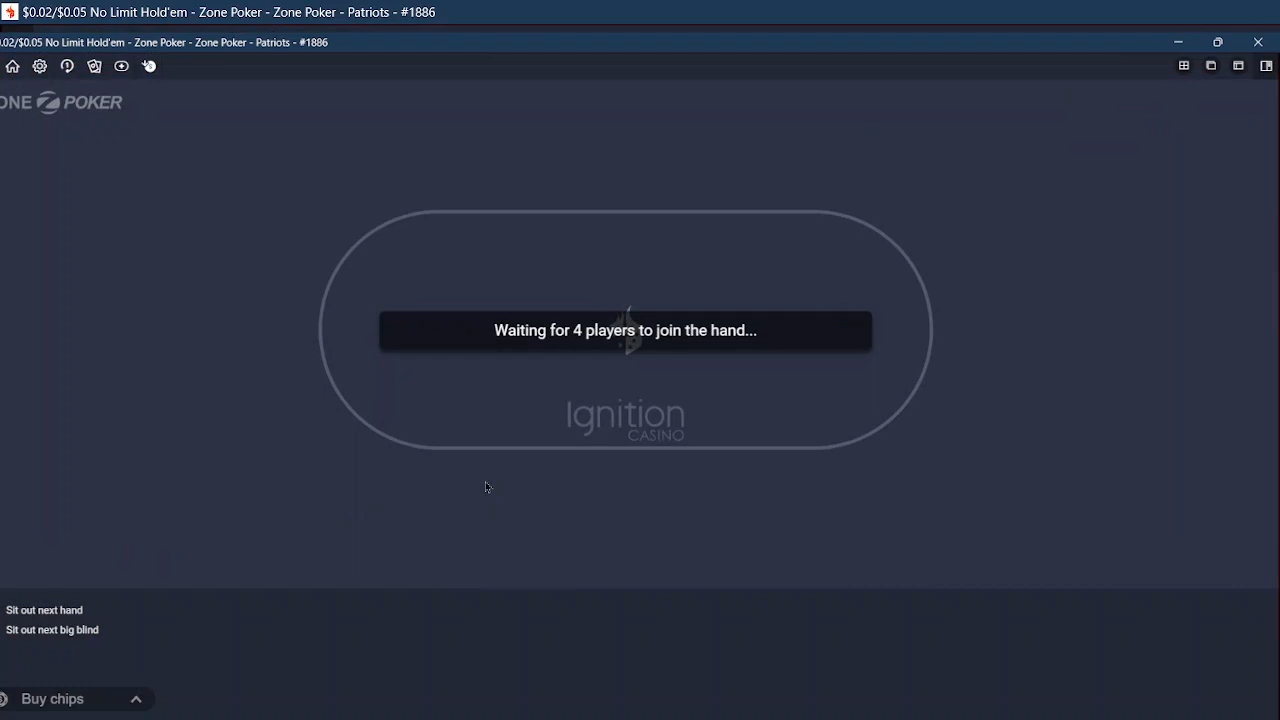 $0.02/$0.05 No Limit Hold'em - Zone Poker - Zone Poker - Patriots - #1886
.02/$0.05 No Limit Hold'em - Zone Poker - Zone Poker - Patriots - #1886
ONE POKER
Waiting for 4 players to join the hand...
Ignition
CASINO
Sit out next hand
Sit out next big blind
Buy chips